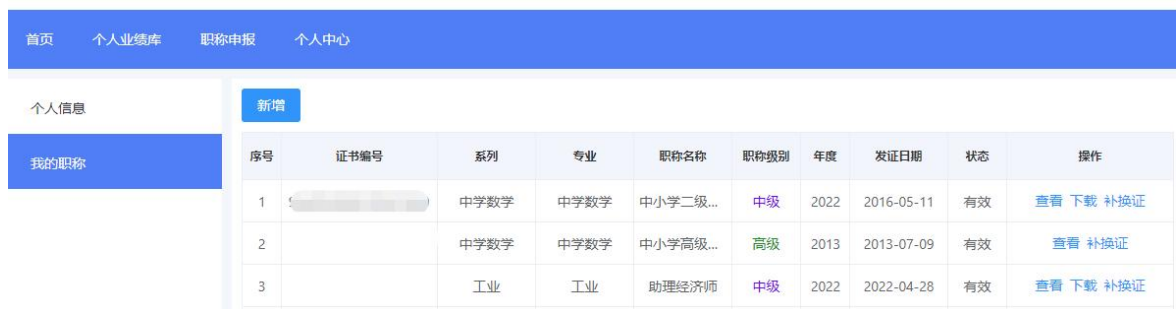 首页 个人业绩库 职称申报 个人中心
个人信息
我的职称
新增
序号 证书编号 系列 专业 职称名称 职称级别 年度 发证日期 状态 操作
1 中学数学 中学数学 中小学二级... 中级 2022 2016-05-11 有效 查看 下载 补换证
2 中学数学 中学数学 中小学高级... 高级 2013 2013-07-09 有效 查看 补换证
3 工业 工业 助理经济师 中级 2022 2022-04-28 有效 查看 下载 补换证